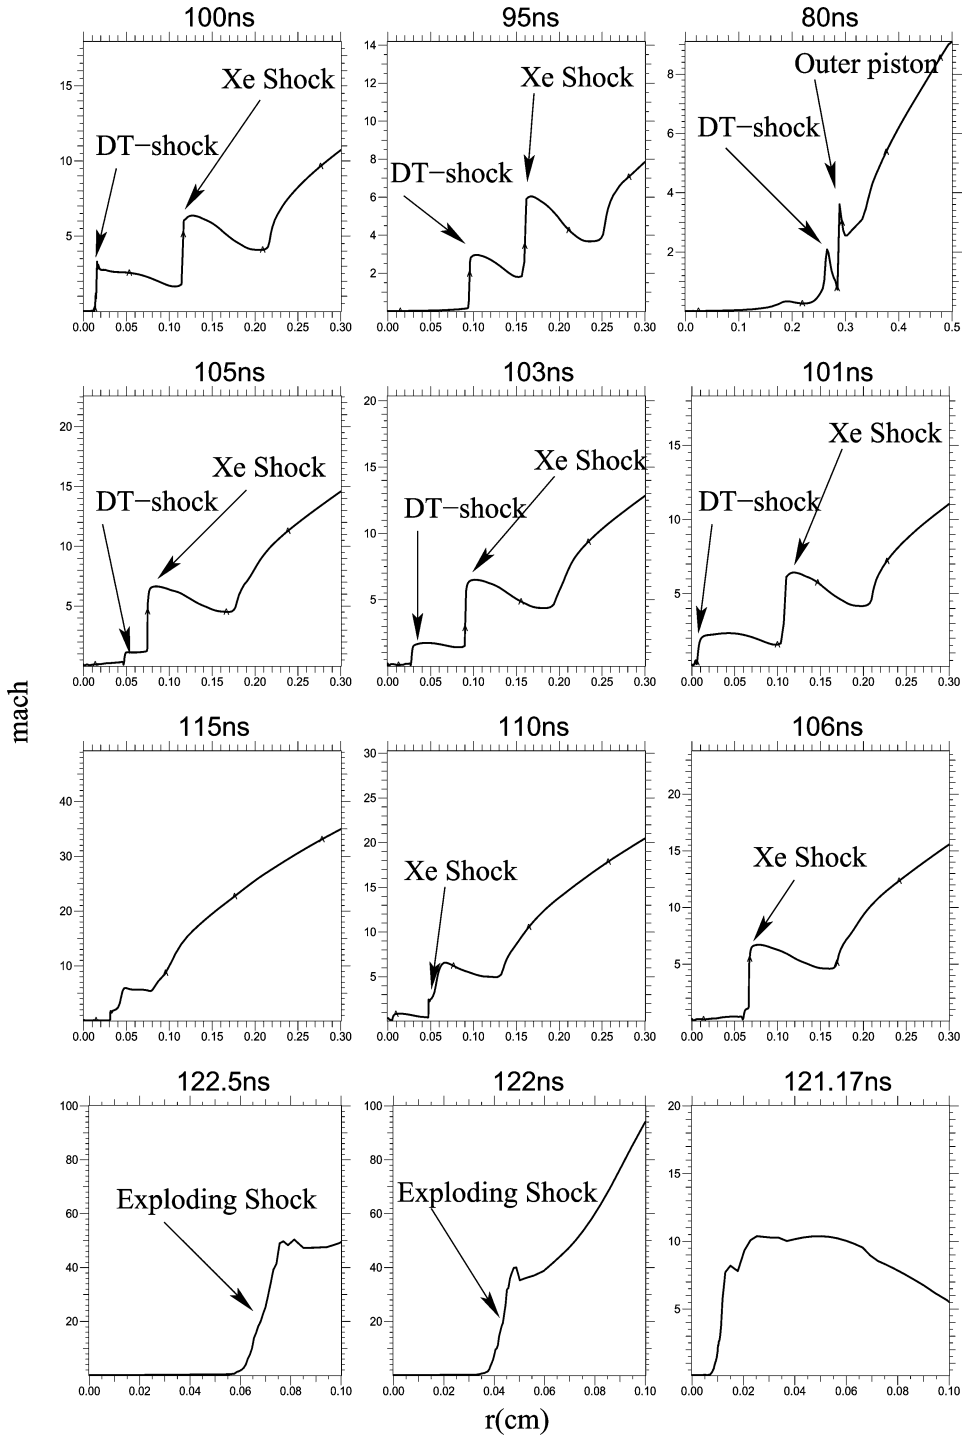 100ns
95ns
80ns
Xe Shock
DT−shock
15
10
5
0.00 0.05 0.10 0.15 0.20 0.25 0.30
Xe Shock
DT−shock
14
12
10
8
6
4
2
0.00 0.05 0.10 0.15 0.20 0.25 0.30
Outer piston
DT−shock
8
6
4
2
0.0 0.1 0.2 0.3 0.4 0.5
105ns
103ns
101ns
Xe Shock
DT−shock
20
15
10
5
0.00 0.05 0.10 0.15 0.20 0.25 0.30
Xe Shock
DT−shock
20
15
10
5
0.00 0.05 0.10 0.15 0.20 0.25 0.30
Xe Shock
DT−shock
15
10
5
0.00 0.05 0.10 0.15 0.20 0.25 0.30
mach
115ns
110ns
106ns
40
30
20
10
0.00 0.05 0.10 0.15 0.20 0.25 0.30
Xe Shock
30
25
20
15
10
5
0.00 0.05 0.10 0.15 0.20 0.25 0.30
Xe Shock
20
15
10
5
0.00 0.05 0.10 0.15 0.20 0.25 0.30
122.5ns
122ns
121.17ns
Exploding Shock
100
80
60
40
20
0.00 0.02 0.04 0.06 0.08 0.10
Exploding Shock
100
80
60
40
20
0.00 0.02 0.04 0.06 0.08 0.10
20
15
10
5
0.00 0.02 0.04 0.06 0.08 0.10
r(cm)